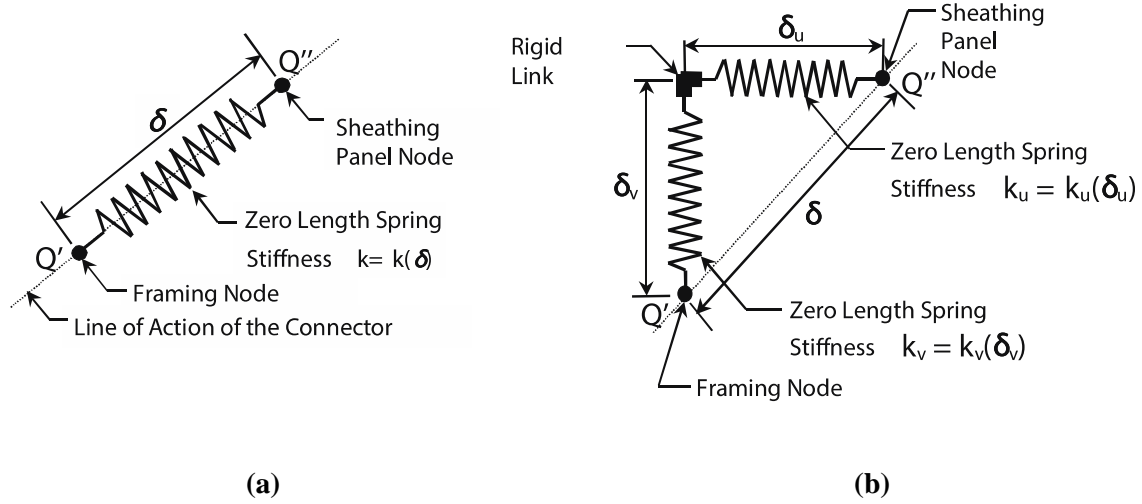 Q''
δ
Sheathing
Panel Node
Zero Length Spring
Stiffness k= k(δ)
Q'
Framing Node
Line of Action of the Connector
(a)
δu
Sheathing
Panel
Node
Rigid
Link
Q''
Zero Length Spring
Stiffness ku = ku(δu)
δv
δ
Q'
Zero Length Spring
Stiffness kv = kv(δv)
Framing Node
(b)